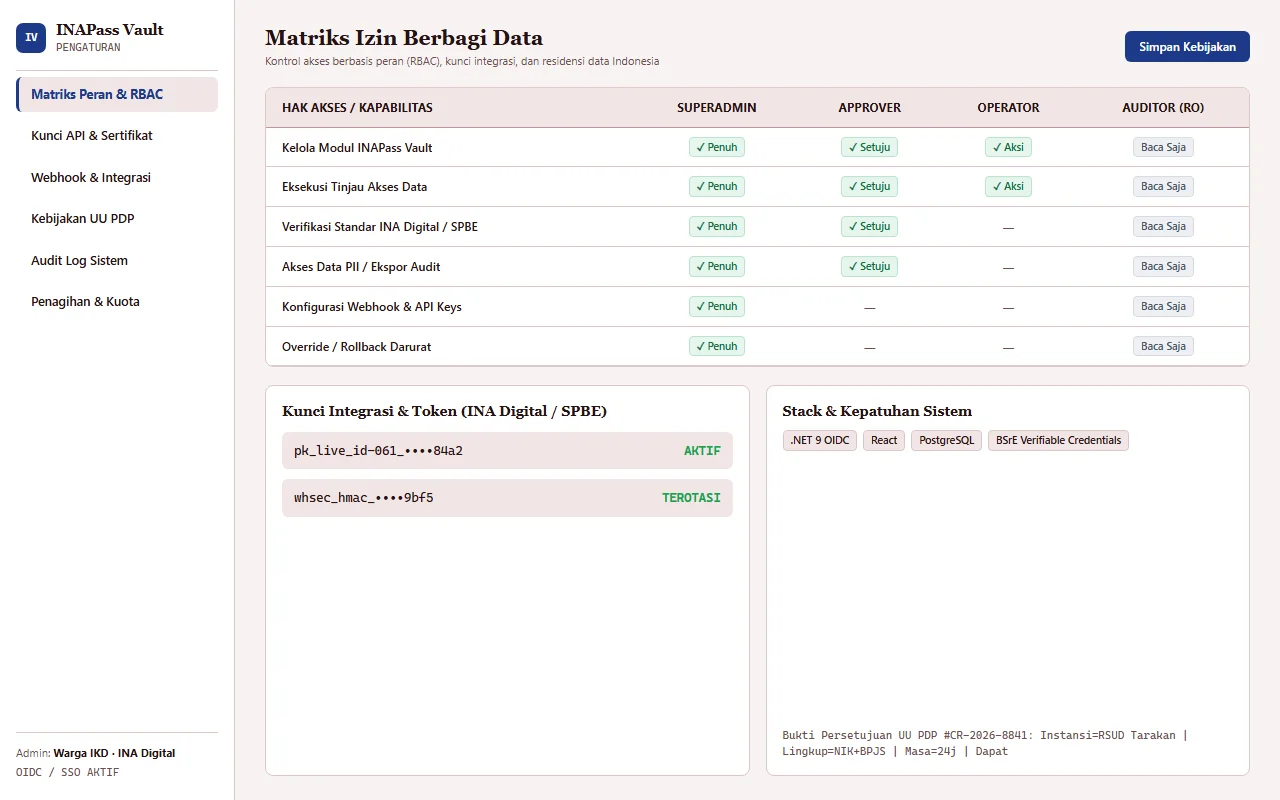 IV
INAPass Vault
PENGATURAN
Matriks Peran & RBAC
Kunci API & Sertifikat
Webhook & Integrasi
Kebijakan UU PDP
Audit Log Sistem
Penagihan & Kuota
Admin: Warga IKD · INA Digital
OIDC / SSO AKTIF
Matriks Izin Berbagi Data
Kontrol akses berbasis peran (RBAC), kunci integrasi, dan residensi data Indonesia
Simpan Kebijakan
HAK AKSES / KAPABILITAS SUPERADMIN APPROVER OPERATOR AUDITOR (RO)
Kelola Modul INAPass Vault ✓ Penuh ✓ Setuju ✓ Aksi Baca Saja
Eksekusi Tinjau Akses Data ✓ Penuh ✓ Setuju ✓ Aksi Baca Saja
Verifikasi Standar INA Digital / SPBE ✓ Penuh ✓ Setuju — Baca Saja
Akses Data PII / Ekspor Audit ✓ Penuh ✓ Setuju — Baca Saja
Konfigurasi Webhook & API Keys ✓ Penuh — — Baca Saja
Override / Rollback Darurat ✓ Penuh — — Baca Saja
Kunci Integrasi & Token (INA Digital / SPBE)
pk_live_id-061_••••84a2 AKTIF
whsec_hmac_••••9bf5 TEROTASI
Stack & Kepatuhan Sistem
.NET 9 OIDC React PostgreSQL BSrE Verifiable Credentials
Bukti Persetujuan UU PDP #CR-2026-8841: Instansi=RSUD Tarakan |
Lingkup=NIK+BPJS | Masa=24j | Dapat